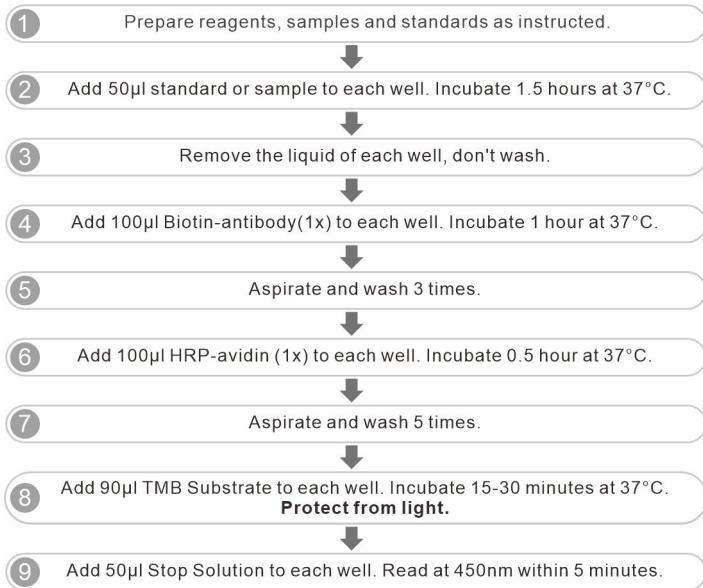 1 Prepare reagents, samples and standards as instructed.
2 Add 50μl standard or sample to each well. Incubate 1.5 hours at 37°C.
3 Remove the liquid of each well, don't wash.
4 Add 100μl Biotin-antibody(1x) to each well. Incubate 1 hour at 37°C.
5 Aspirate and wash 3 times.
6 Add 100μl HRP-avidin (1x) to each well. Incubate 0.5 hour at 37°C.
7 Aspirate and wash 5 times.
8 Add 90μl TMB Substrate to each well. Incubate 15-30 minutes at 37°C.
Protect from light.
9 Add 50μl Stop Solution to each well. Read at 450nm within 5 minutes.